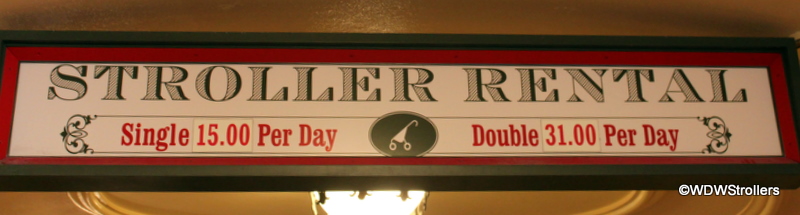 STROLLER RENTAL
Single 15.00 Per Day Double 31.00 Per Day
©WDWStrollers